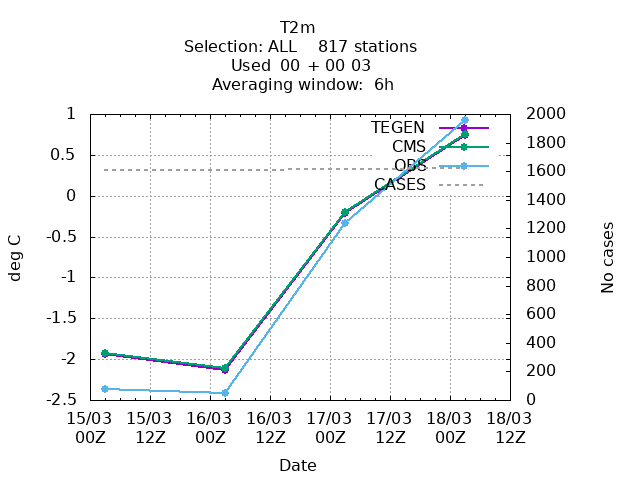 T2m
Selection: ALL    817 stations
Used 00 + 00 03
Averaging window:  6h
1
0.5
0
-0.5
-1
-1.5
-2
-2.5
deg C
2000
1800
1600
1400
1200
1000
800
600
400
200
0
No cases
TEGEN
CMS
OBS
CASES
15/03 15/03 16/03 16/03 17/03 17/03 18/03 18/03
00Z 12Z 00Z 12Z 00Z 12Z 00Z 12Z
Date